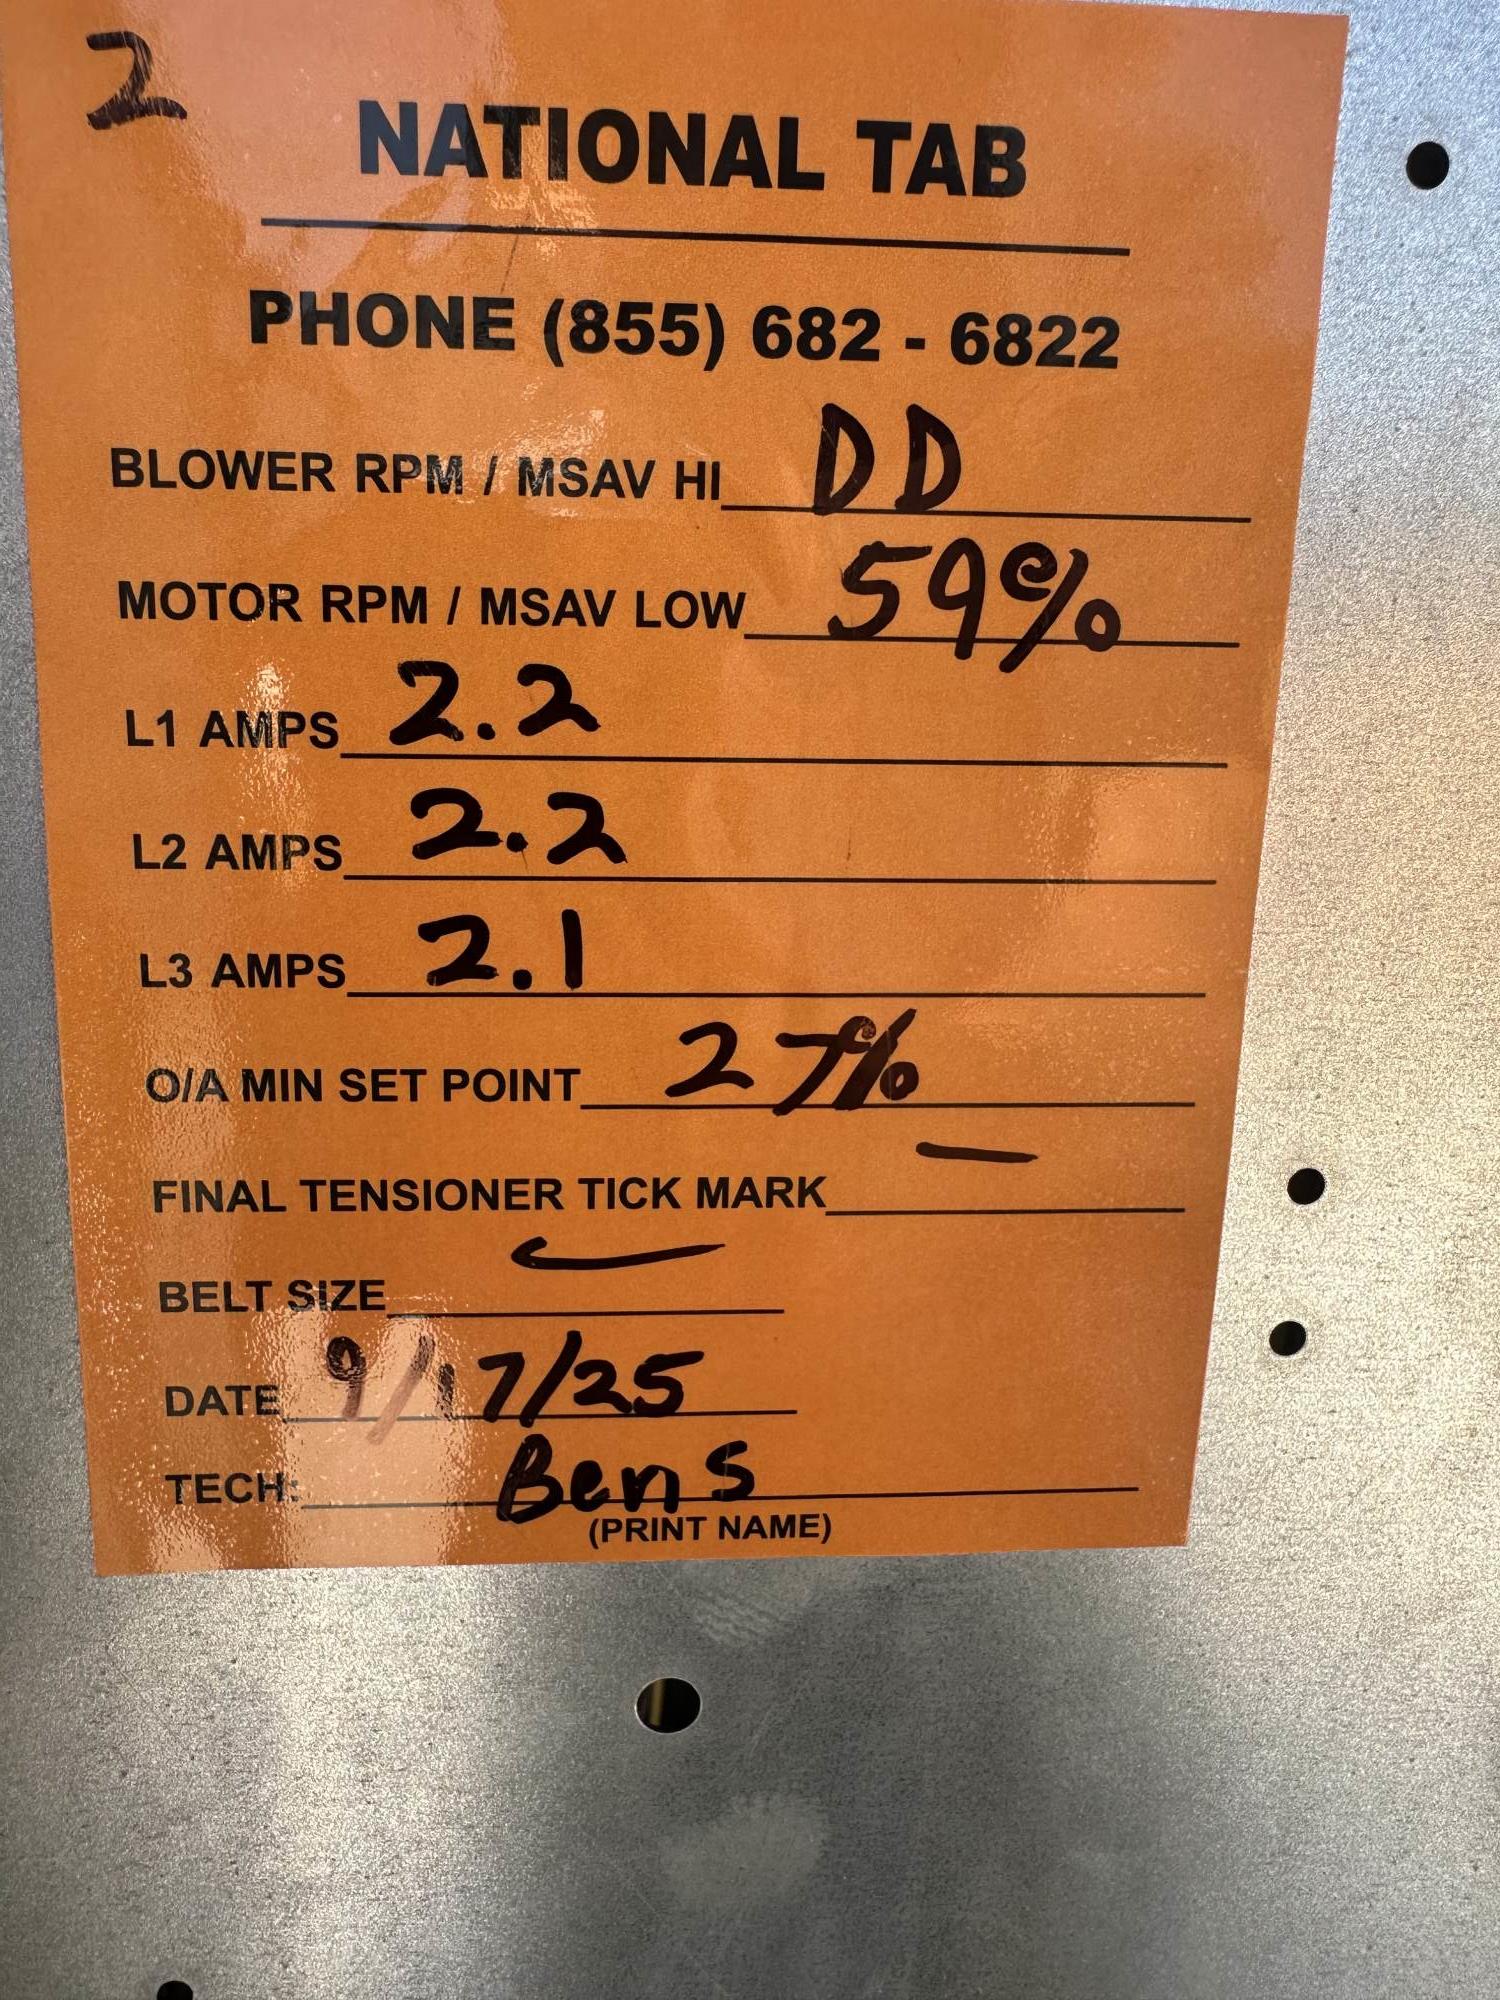 2
NATIONAL TAB
PHONE (855) 682 - 6822
BLOWER RPM / MSAV HI DD
MOTOR RPM / MSAV LOW 59%
L1 AMPS 2.2
L2 AMPS 2.2
L3 AMPS 2.1
O/A MIN SET POINT 27%
FINAL TENSIONER TICK MARK —
BELT SIZE —
DATE 9/17/25
TECH: Ben S
(PRINT NAME)